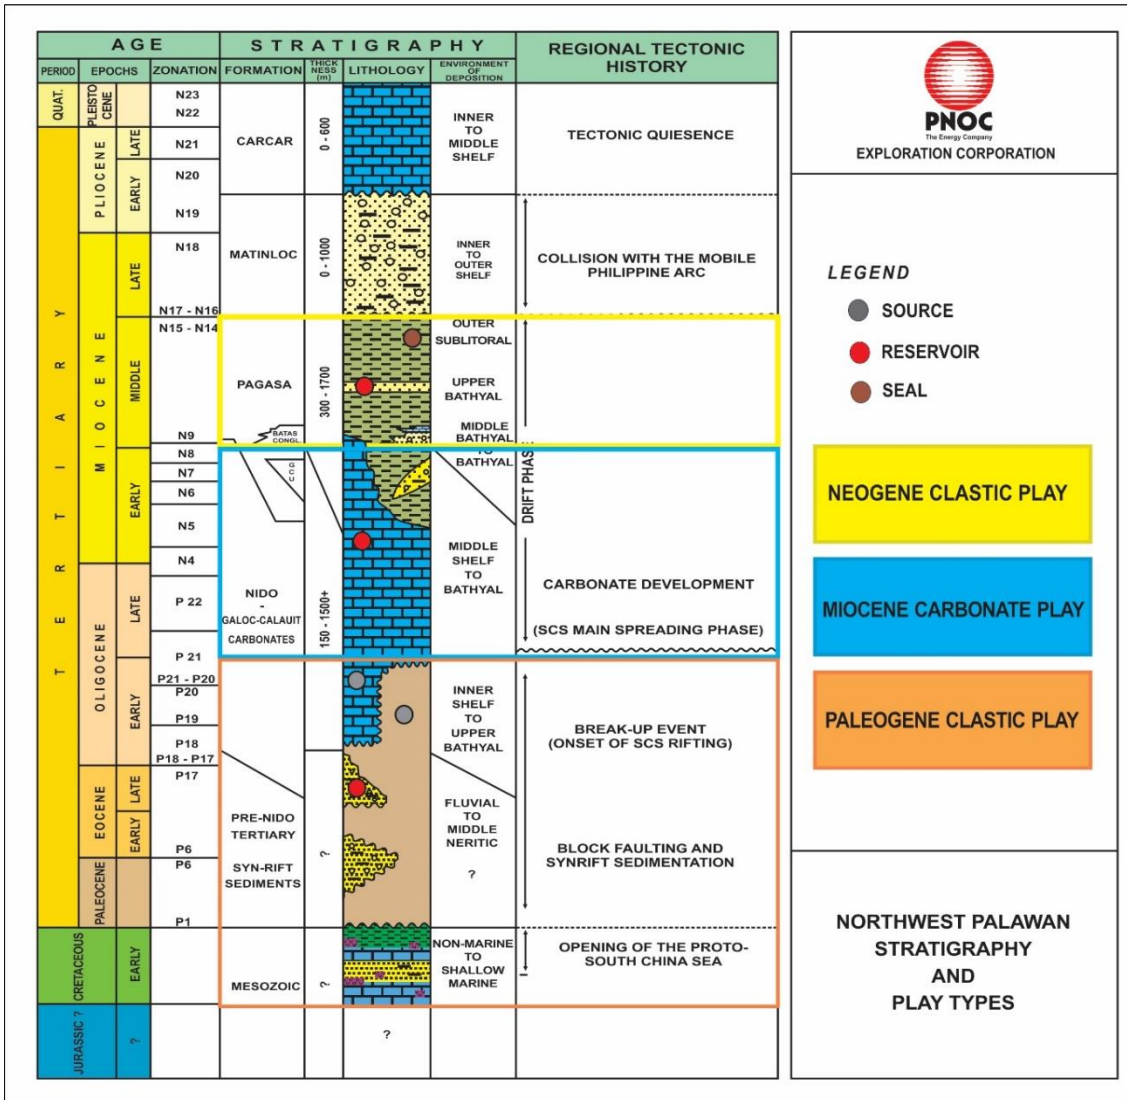 AGE
STRATIGRAPHY
REGIONAL TECTONIC
HISTORY
PERIOD
EPOCHS
ZONATION
FORMATION
THICK
NESS
(m)
LITHOLOGY
ENVIRONMENT
OF
DEPOSITION
QUAT.
TERTIARY
CRETACEOUS
JURASSIC ?
PLEISTO
CENE
PLIOCENE
LATE
EARLY
MIOCENE
LATE
MIDDLE
EARLY
OLIGOCENE
LATE
EARLY
EOCENE
LATE
EARLY
PALEOCENE
EARLY
?
N23
N22
N21
N20
N19
N18
N17 - N16
N15 - N14
N9
N8
N7
N6
N5
N4
P 22
P 21
P21 - P20
P20
P19
P18
P18 - P17
P17
P6
P6
P1
CARCAR
MATINLOC
PAGASA
BATAS
CONGL.
G
C
U
NIDO
-
GALOC-CALAUIT
CARBONATES
PRE-NIDO
TERTIARY
SYN-RIFT
SEDIMENTS
MESOZOIC
0 - 600
0 - 1000
300 - 1700
150 - 1500+
?
?
?
INNER
TO
MIDDLE
SHELF
INNER
TO
OUTER
SHELF
OUTER
SUBLITORAL
UPPER
BATHYAL
MIDDLE
BATHYAL
TO
BATHYAL
MIDDLE
SHELF
TO
BATHYAL
INNER
SHELF
TO
UPPER
BATHYAL
FLUVIAL
TO
MIDDLE
NERITIC
?
NON-MARINE
TO
SHALLOW
MARINE
TECTONIC QUIESENCE
COLLISION WITH THE MOBILE
PHILIPPINE ARC
DRIFT PHAS
CARBONATE DEVELOPMENT
(SCS MAIN SPREADING PHASE)
BREAK-UP EVENT
(ONSET OF SCS RIFTING)
BLOCK FAULTING AND
SYNRIFT SEDIMENTATION
OPENING OF THE PROTO-
SOUTH CHINA SEA
PNOC
The Energy Company
EXPLORATION CORPORATION
LEGEND
SOURCE
RESERVOIR
SEAL
NEOGENE CLASTIC PLAY
MIOCENE CARBONATE PLAY
PALEOGENE CLASTIC PLAY
NORTHWEST PALAWAN
STRATIGRAPHY
AND
PLAY TYPES